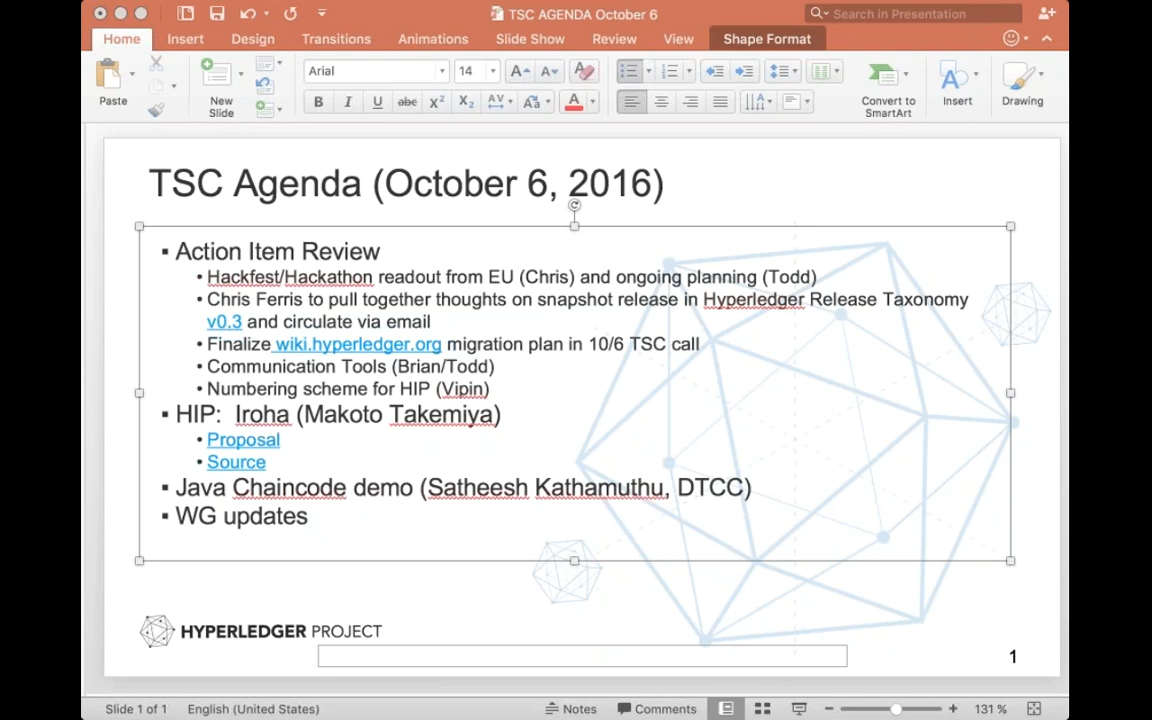 TSC AGENDA October 6
Search in Presentation
Home Insert Design Transitions Animations Slide Show Review View Shape Format
Arial 14
Paste New Slide Convert to SmartArt Insert Drawing
B I U abc X² X₂ AV Aa A
TSC Agenda (October 6, 2016)
▪ Action Item Review
• Hackfest/Hackathon readout from EU (Chris) and ongoing planning (Todd)
• Chris Ferris to pull together thoughts on snapshot release in Hyperledger Release Taxonomy
v0.3 and circulate via email
• Finalize wiki.hyperledger.org migration plan in 10/6 TSC call
• Communication Tools (Brian/Todd)
• Numbering scheme for HIP (Vipin)
▪ HIP: Iroha (Makoto Takemiya)
• Proposal
• Source
▪ Java Chaincode demo (Satheesh Kathamuthu, DTCC)
▪ WG updates
HYPERLEDGER PROJECT
1
Slide 1 of 1 English (United States) Notes Comments 131 %